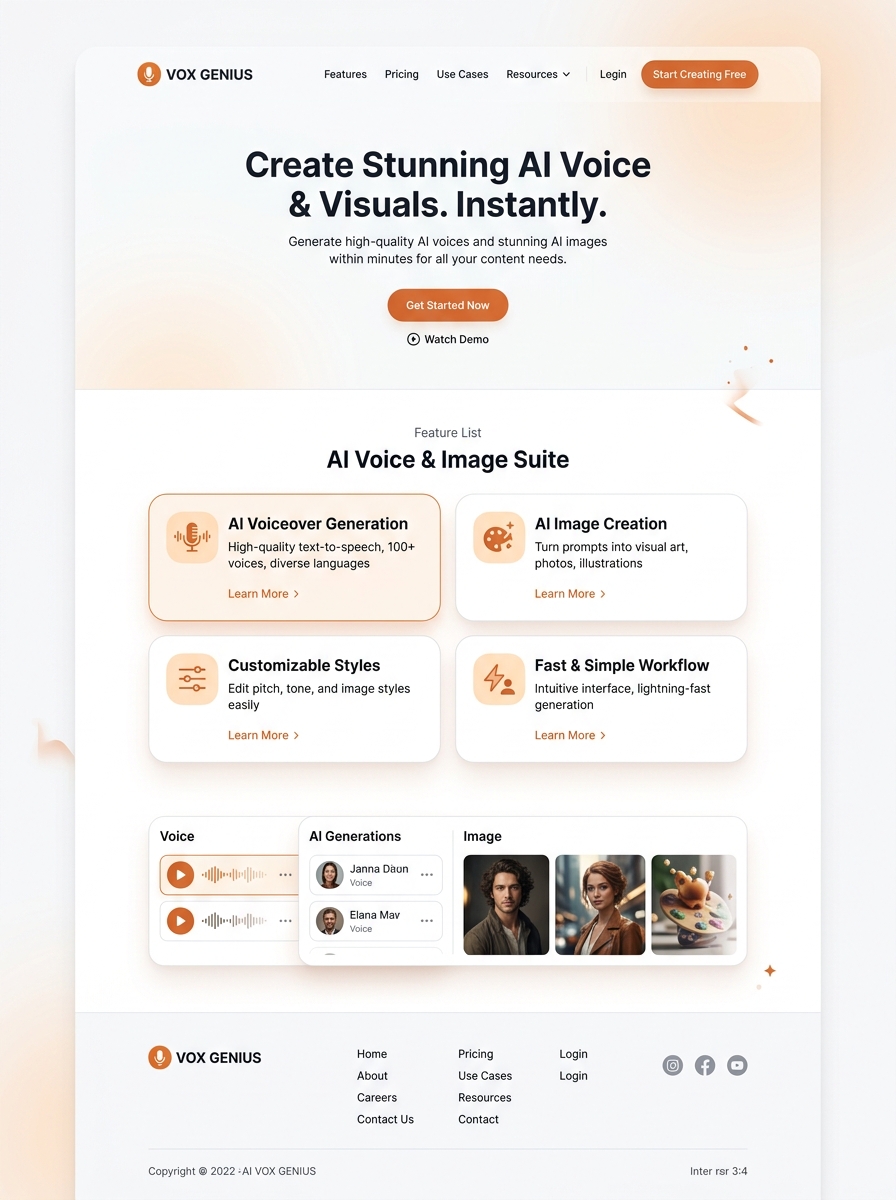 VOX GENIUS
Features
Pricing
Use Cases
Resources
Login
Start Creating Free
Create Stunning AI Voice
& Visuals. Instantly.
Generate high-quality AI voices and stunning AI images
within minutes for all your content needs.
Get Started Now
Watch Demo
Feature List
AI Voice & Image Suite
AI Voiceover Generation
High-quality text-to-speech, 100+
voices, diverse languages
Learn More
AI Image Creation
Turn prompts into visual art,
photos, illustrations
Learn More
Customizable Styles
Edit pitch, tone, and image styles
easily
Learn More
Fast & Simple Workflow
Intuitive interface, lightning-fast
generation
Learn More
Voice
AI Generations
Janna Dàun
Voice
Elana Mav
Voice
Image
VOX GENIUS
Home
About
Careers
Contact Us
Pricing
Use Cases
Resources
Contact
Login
Login
Copyright © 2022 - AI VOX GENIUS
Inter rsr 3:4